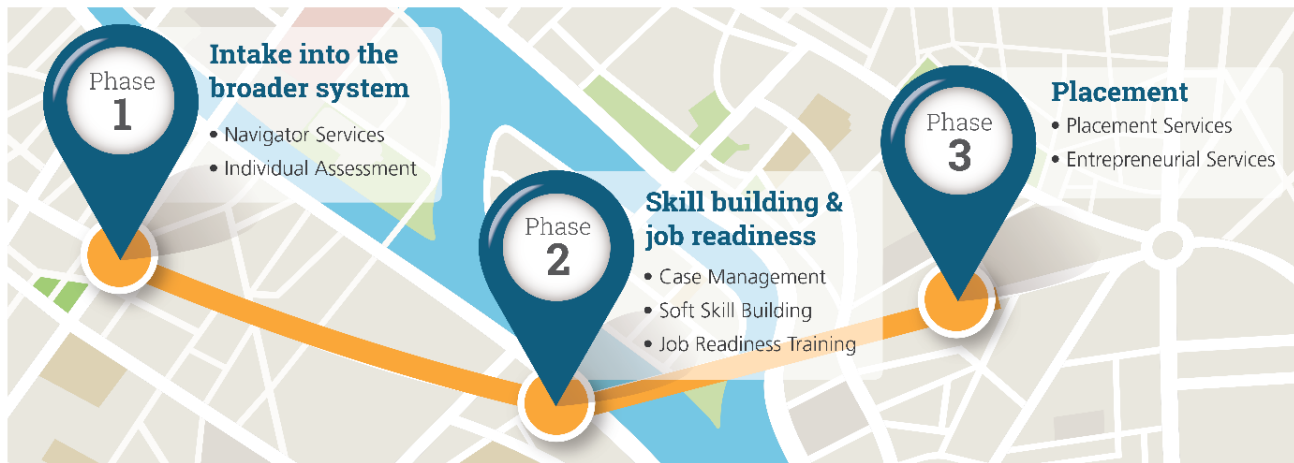 Phase
1
Intake into the
broader system
• Navigator Services
• Individual Assessment
Phase
2
Skill building &
job readiness
• Case Management
• Soft Skill Building
• Job Readiness Training
Phase
3
Placement
• Placement Services
• Entrepreneurial Services